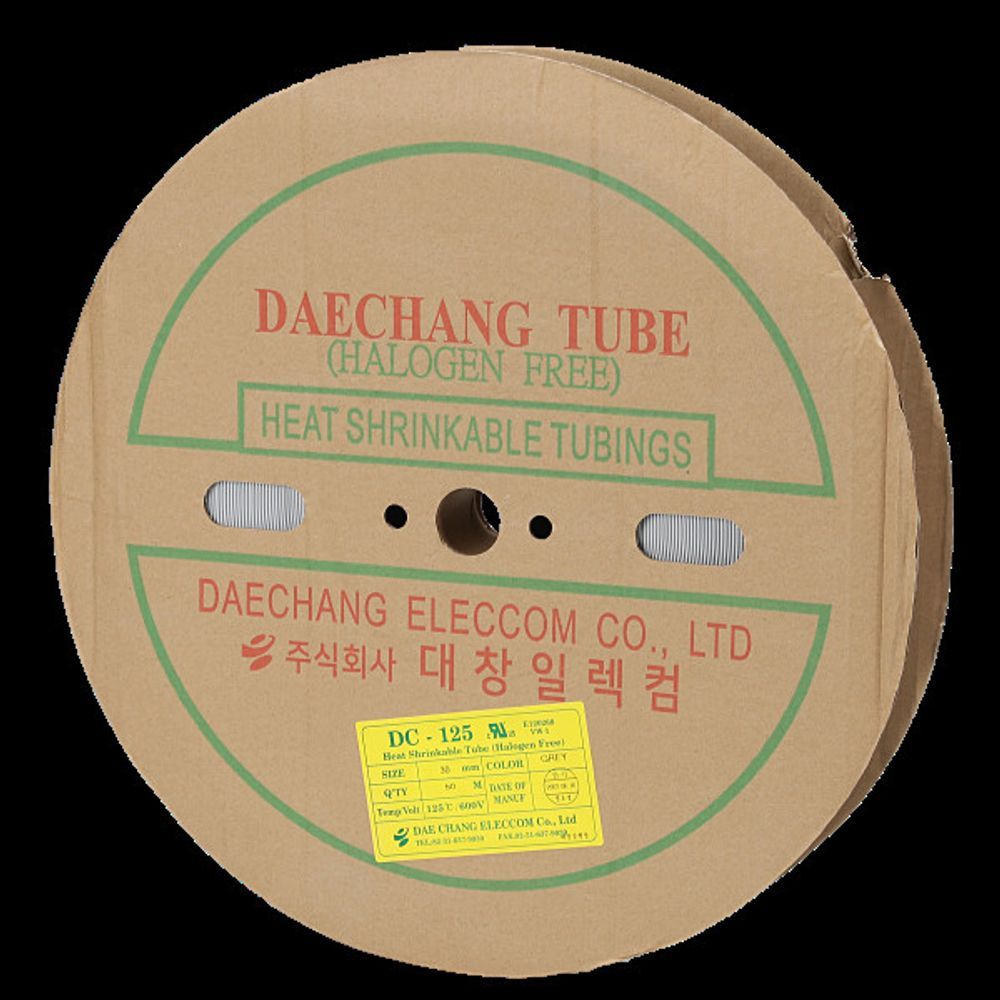 DAECHANG TUBE
(HALOGEN FREE)
HEAT SHRINKABLE TUBINGS
DAECHANG ELECCOM CO., LTD
주식회사 대창일렉컴
DC - 125
Heat Shrinkable Tube (Halogen Free)
SIZE mm COLOR GREY
Q'TY M DATE OF MANUF
Temp/Volt 125℃/600V
DAE CHANG ELECCOM Co., Ltd